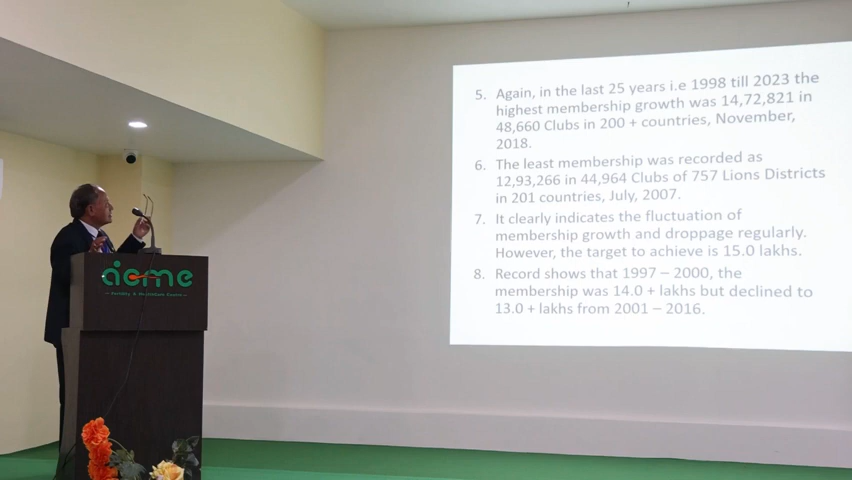 acme
Fertility & Healthcare Centre
5. Again, in the last 25 years i.e 1998 till 2023 the
highest membership growth was 14,72,821 in
48,660 Clubs in 200 + countries, November,
2018.
6. The least membership was recorded as
12,93,266 in 44,964 Clubs of 757 Lions Districts
in 201 countries, July, 2007.
7. It clearly indicates the fluctuation of
membership growth and droppage regularly.
However, the target to achieve is 15.0 lakhs.
8. Record shows that 1997 – 2000, the
membership was 14.0 + lakhs but declined to
13.0 + lakhs from 2001 – 2016.